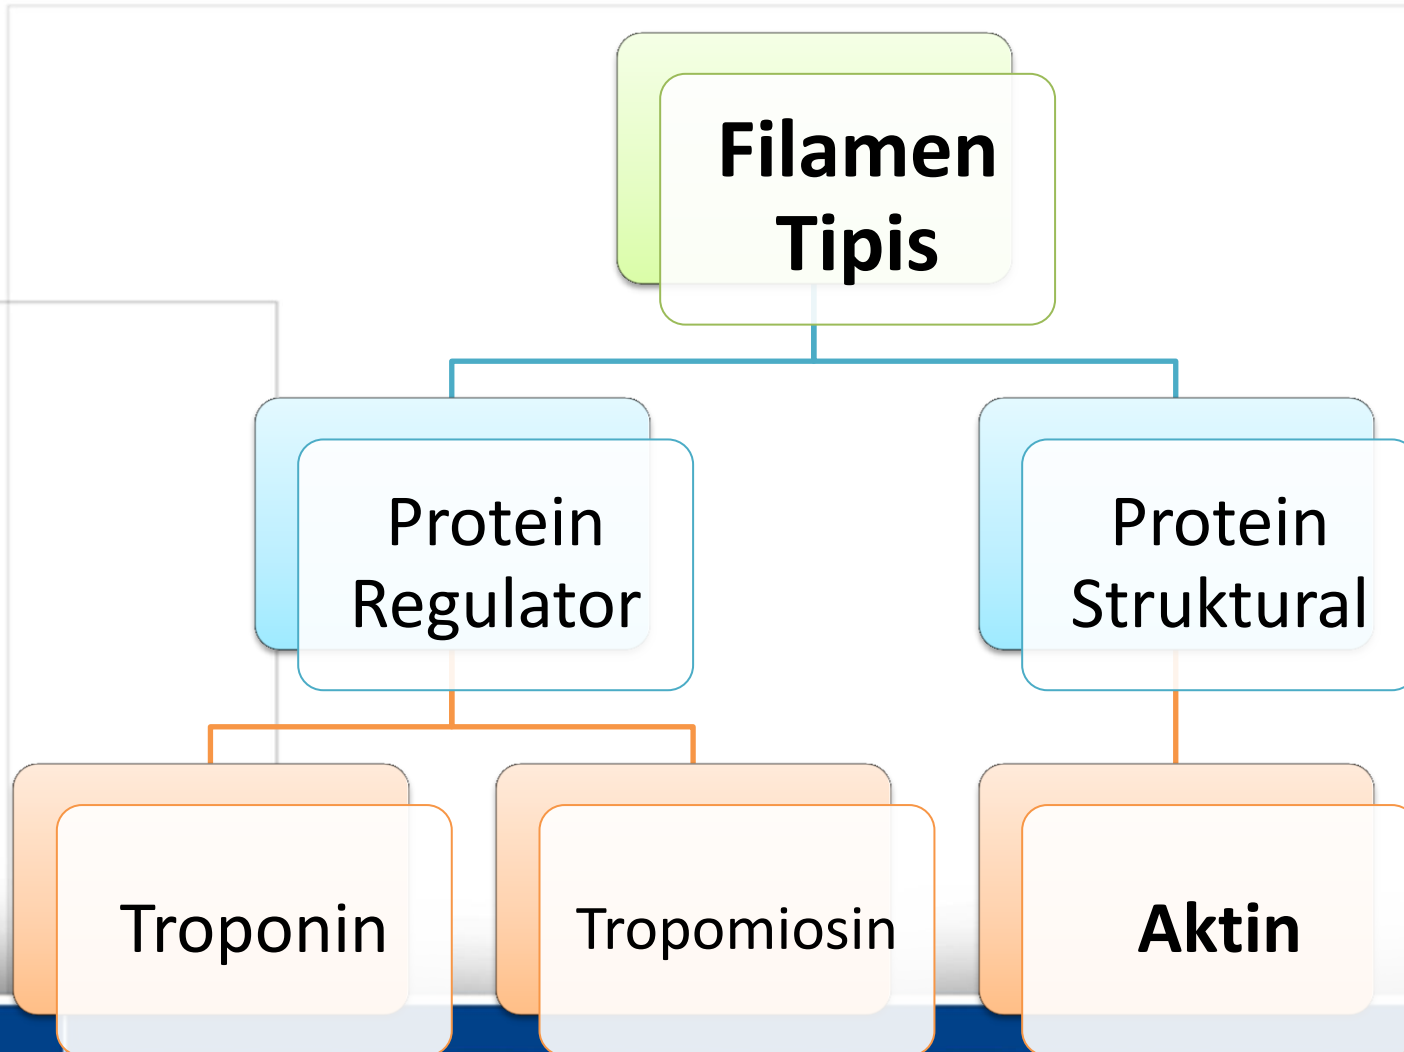 Filamen
Tipis
Protein
Regulator
Protein
Struktural
Troponin
Tropomiosin
Aktin